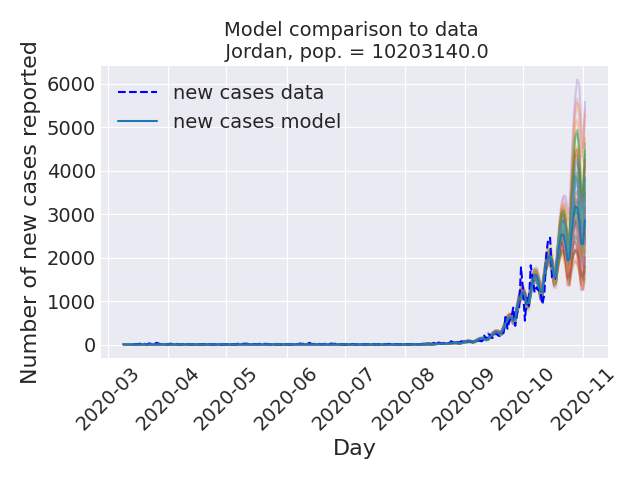 Model comparison to data
Jordan, pop. = 10203140.0
Number of new cases reported
6000
5000
4000
3000
2000
1000
0
new cases data
new cases model
2020-03
2020-04
2020-05
2020-06
2020-07
2020-08
2020-09
2020-10
2020-11
Day